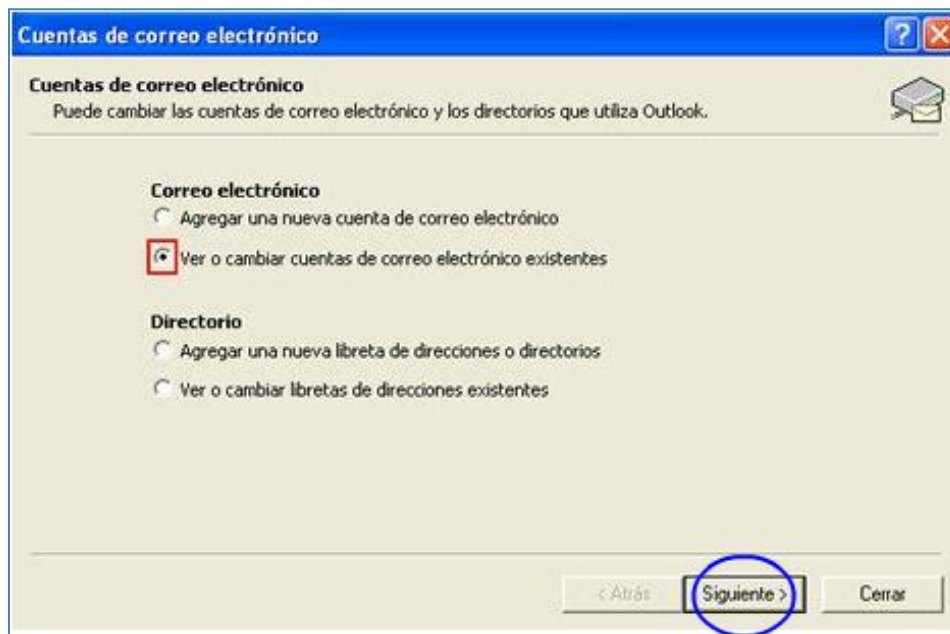 Cuentas de correo electrónico
?
Cuentas de correo electrónico
Puede cambiar las cuentas de correo electrónico y los directorios que utiliza Outlook.
Correo electrónico
Agregar una nueva cuenta de correo electrónico
Ver o cambiar cuentas de correo electrónico existentes
Directorio
Agregar una nueva libreta de direcciones o directorios
Ver o cambiar libretas de direcciones existentes
< Atrás
Siguiente >
Cerrar